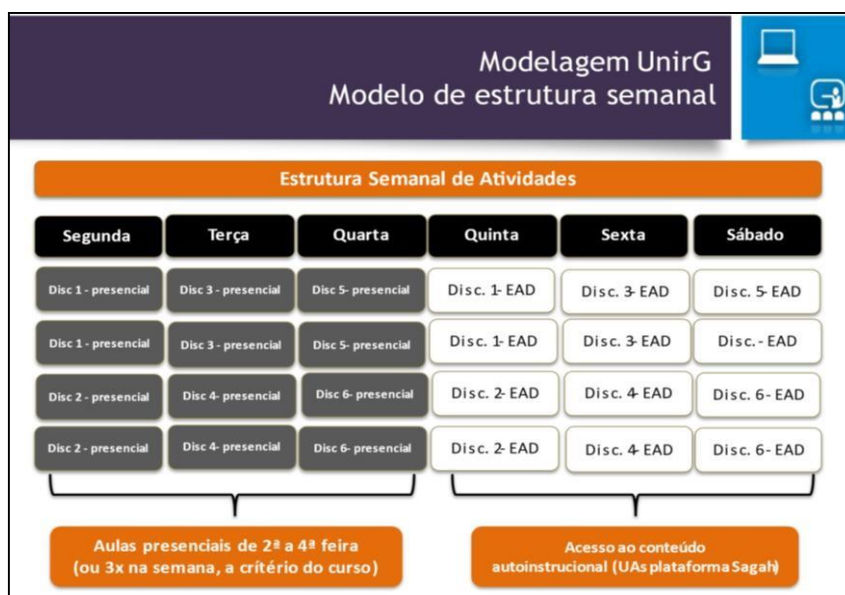 Modelagem UnirG
Modelo de estrutura semanal
Estrutura Semanal de Atividades
Segunda Terça Quarta Quinta Sexta Sábado
Disc 1 - presencial Disc 3 - presencial Disc 5- presencial Disc. 1- EAD Disc. 3- EAD Disc. 5- EAD
Disc 1 - presencial Disc 3 - presencial Disc 5- presencial Disc. 1- EAD Disc. 3- EAD Disc.- EAD
Disc 2 - presencial Disc 4- presencial Disc 6- presencial Disc. 2- EAD Disc. 4- EAD Disc. 6- EAD
Disc 2 - presencial Disc 4- presencial Disc 6- presencial Disc. 2- EAD Disc. 4- EAD Disc. 6- EAD
Aulas presenciais de 2ª a 4ª feira
(ou 3x na semana, a critério do curso)
Acesso ao conteúdo
autoinstrucional (UAs plataforma Sagah)